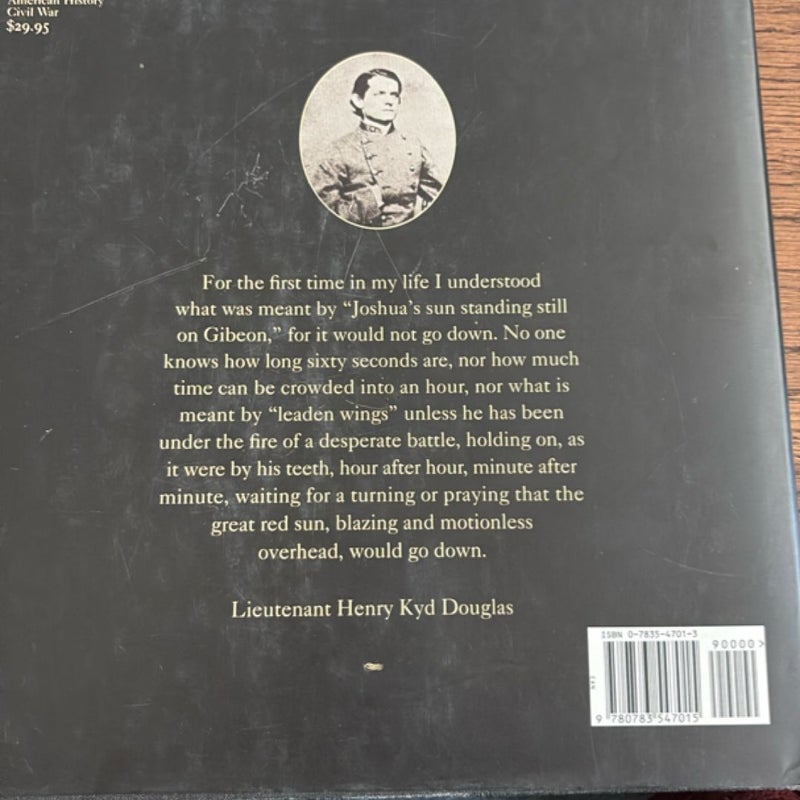 American History
Civil War
$29.95
For the first time in my life I understood
what was meant by “Joshua’s sun standing still
on Gibeon,” for it would not go down. No one
knows how long sixty seconds are, nor how much
time can be crowded into an hour, nor what is
meant by “leaden wings” unless he has been
under the fire of a desperate battle, holding on, as
it were by his teeth, hour after hour, minute after
minute, waiting for a turning or praying that the
great red sun, blazing and motionless
overhead, would go down.
Lieutenant Henry Kyd Douglas
ISBN 0-7835-4701-3
90000>
9 780783 547015